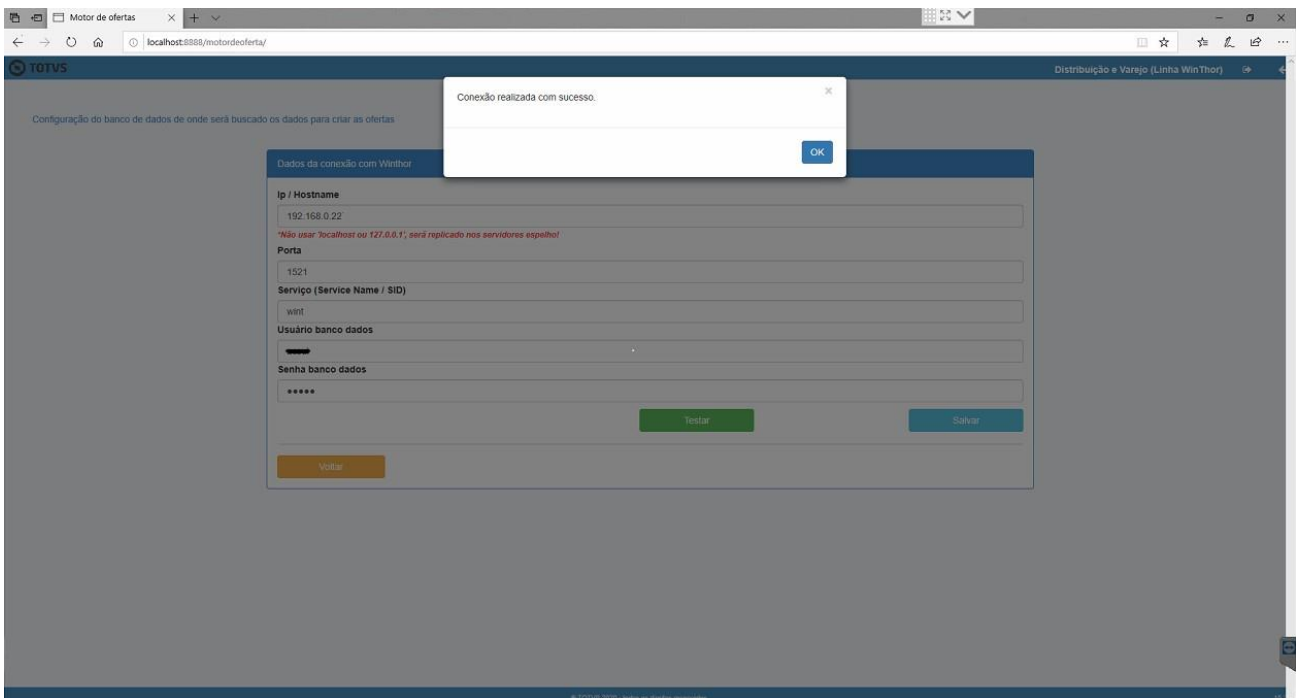 Motor de ofertas
localhost:8888/motordeoferta/
TOTVS
Distribuição e Varejo (Linha WinThor)
Conexão realizada com sucesso.
OK
Configuração do banco de dados de onde será buscado os dados para criar as ofertas
Dados da conexão com Winthor
Ip / Hostname
192.168.0.22
*Não usar 'localhost ou 127.0.0.1', será replicado nos servidores espelho!
Porta
1521
Serviço (Service Name / SID)
wint
Usuário banco dados
Senha banco dados
Testar
Salvar
Voltar